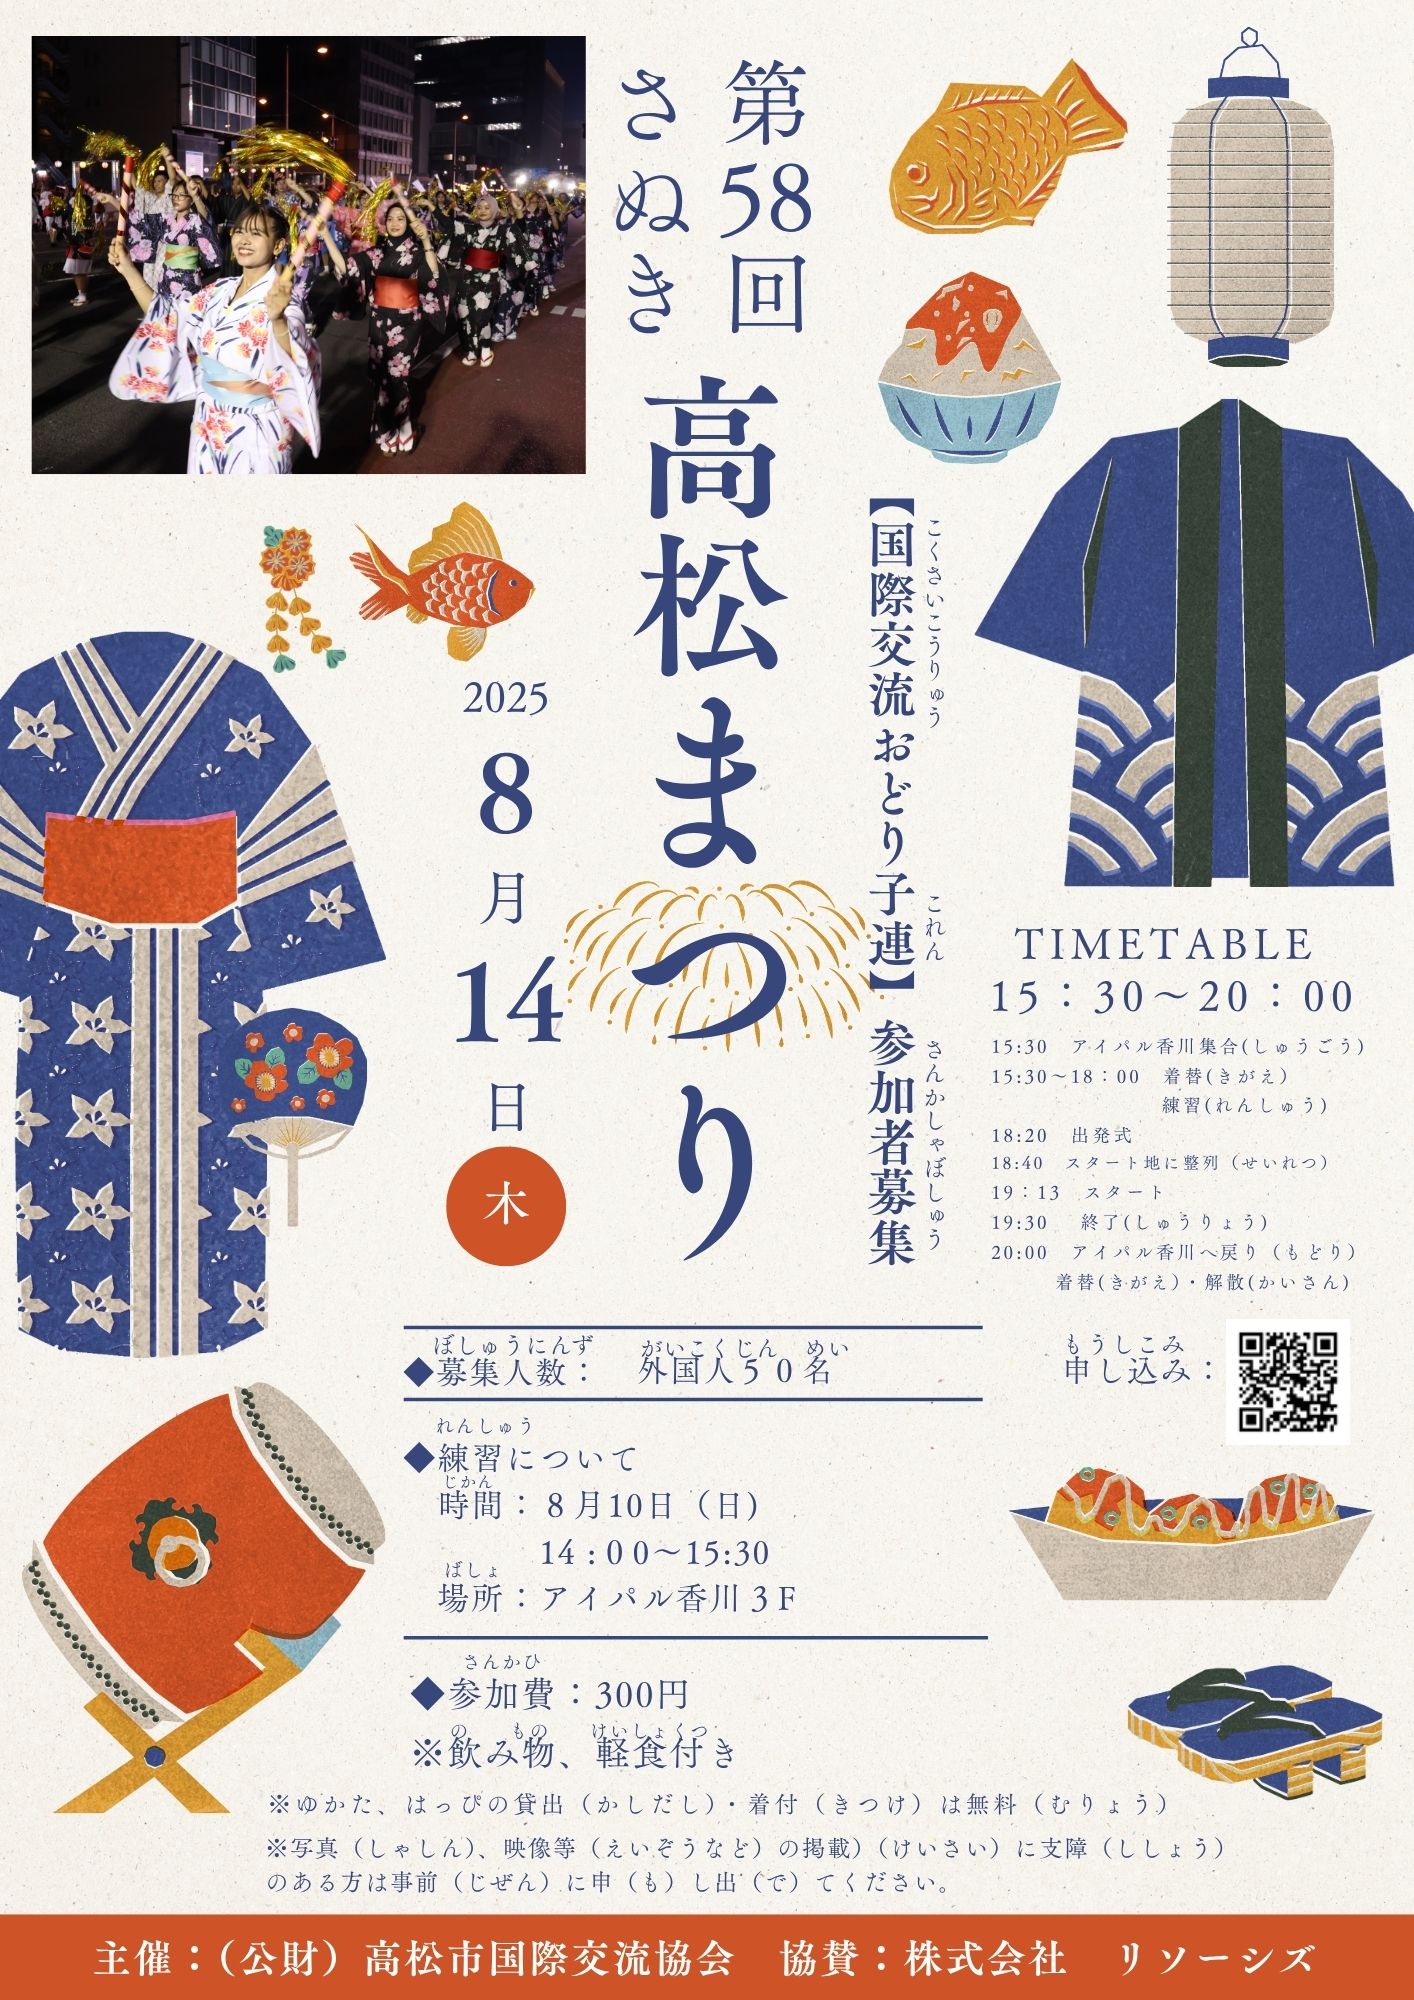 第58回
さぬき
高松まつり
2025
8
月
14
日
木
【国際交流おどり子連】参加者募集
こくさいこうりゅう
これん
さんかしゃぼしゅう
TIMETABLE
15：30～20：00
15:30　アイパル香川集合(しゅうごう)
15:30～18：00　着替(きがえ）
練習(れんしゅう）
18:20　出発式
18:40　スタート地に整列（せいれつ）
19：13　スタート
19:30　終了(しゅうりょう)
20:00　アイパル香川へ戻り（もどり）
着替(きがえ)・解散(かいさん)
ぼしゅうにんず　がいこくじん　めい
◆募集人数：　外国人５０名
もうしこみ
申し込み：
れんしゅう
◆練習について
じかん
時間：８月10日（日）
14：00～15:30
ばしょ
場所：アイパル香川３F
さんかひ
◆参加費：300円
の　もの　けいしょくつ
※飲み物、軽食付き
※ゆかた、はっぴの貸出（かしだし）・着付（きつけ）は無料（むりょう）
※写真（しゃしん）、映像等（えいぞうなど）の掲載）（けいさい）に支障（ししょう）
のある方は事前（じぜん）に申（も）し出（で）てください。
主催：（公財）高松市国際交流協会　協賛：株式会社　リソーシズ